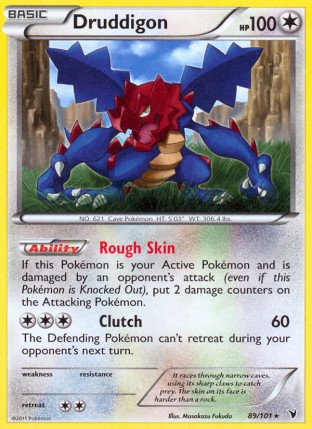 BASIC
Druddigon
HP 100
NO. 621 Cave Pokémon HT: 5'03" WT: 306.4 lbs.
Ability Rough Skin
If this Pokémon is your Active Pokémon and is
damaged by an opponent's attack (even if this
Pokémon is Knocked Out), put 2 damage counters on
the Attacking Pokémon.
Clutch 60
The Defending Pokémon can't retreat during your
opponent's next turn.
weakness resistance
It races through narrow caves,
using its sharp claws to catch
prey. The skin on its face is
harder than a rock.
retreat
©2011 Pokémon
Illus. Masakazu Fukuda
89/101